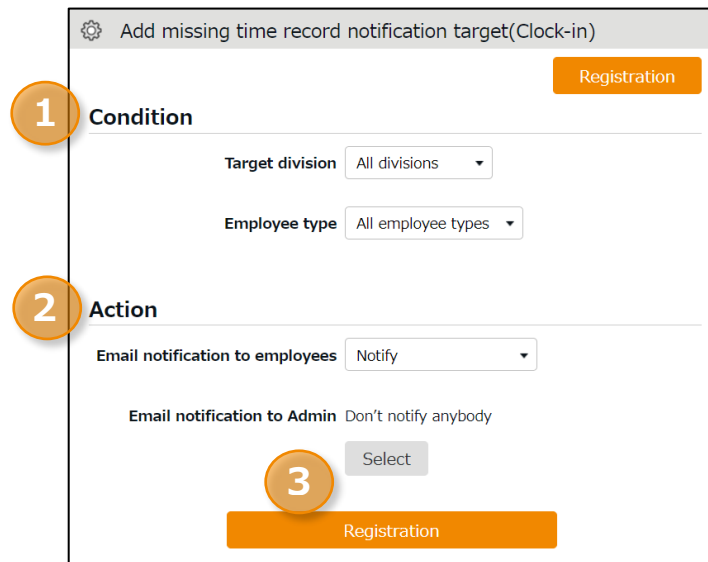 Add missing time record notification target(Clock-in)
Registration
1
Condition
Target division All divisions
Employee type All employee types
2
Action
Email notification to employees Notify
Email notification to Admin Don't notify anybody
Select
3
Registration